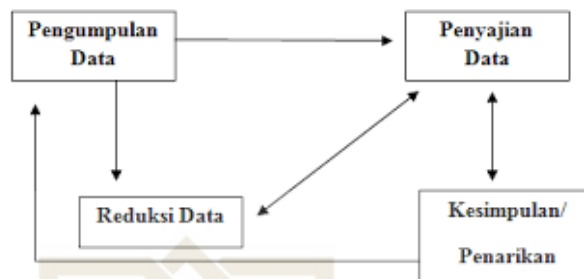 Pengumpulan
Data
Penyajian
Data
Reduksi Data
Kesimpulan/
Penarikan